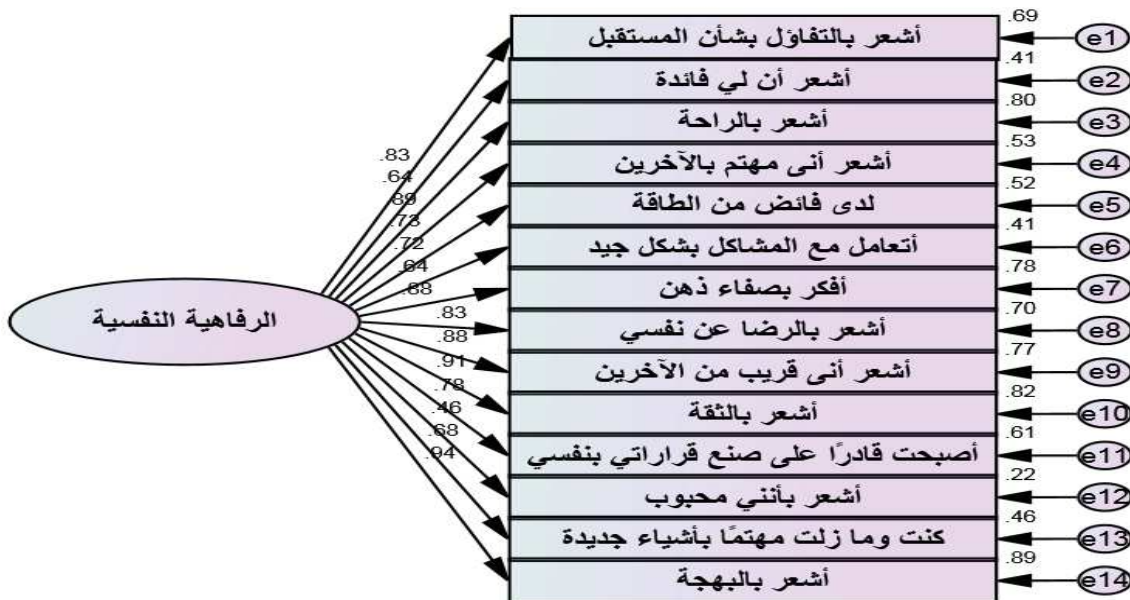 .69
أشعر بالتفاؤل بشأن المستقبل
e1
.41
أشعر أن لي فائدة
e2
.80
أشعر بالراحة
e3
.53
أشعر أنى مهتم بالآخرين
e4
.52
لدى فائض من الطاقة
e5
.41
أتعامل مع المشاكل بشكل جيد
e6
.78
أفكر بصفاء ذهن
e7
.70
أشعر بالرضا عن نفسي
e8
.77
أشعر أنى قريب من الآخرين
e9
.82
أشعر بالثقة
e10
.61
أصبحت قادرًا على صنع قراراتي بنفسي
e11
.22
أشعر بأنني محبوب
e12
.46
كنت وما زلت مهتمًا بأشياء جديدة
e13
.89
أشعر بالبهجة
e14
.83
.64
.89
.73
.72
.64
.88
.83
.88
.91
.78
.46
.68
.94
الرفاهية النفسية